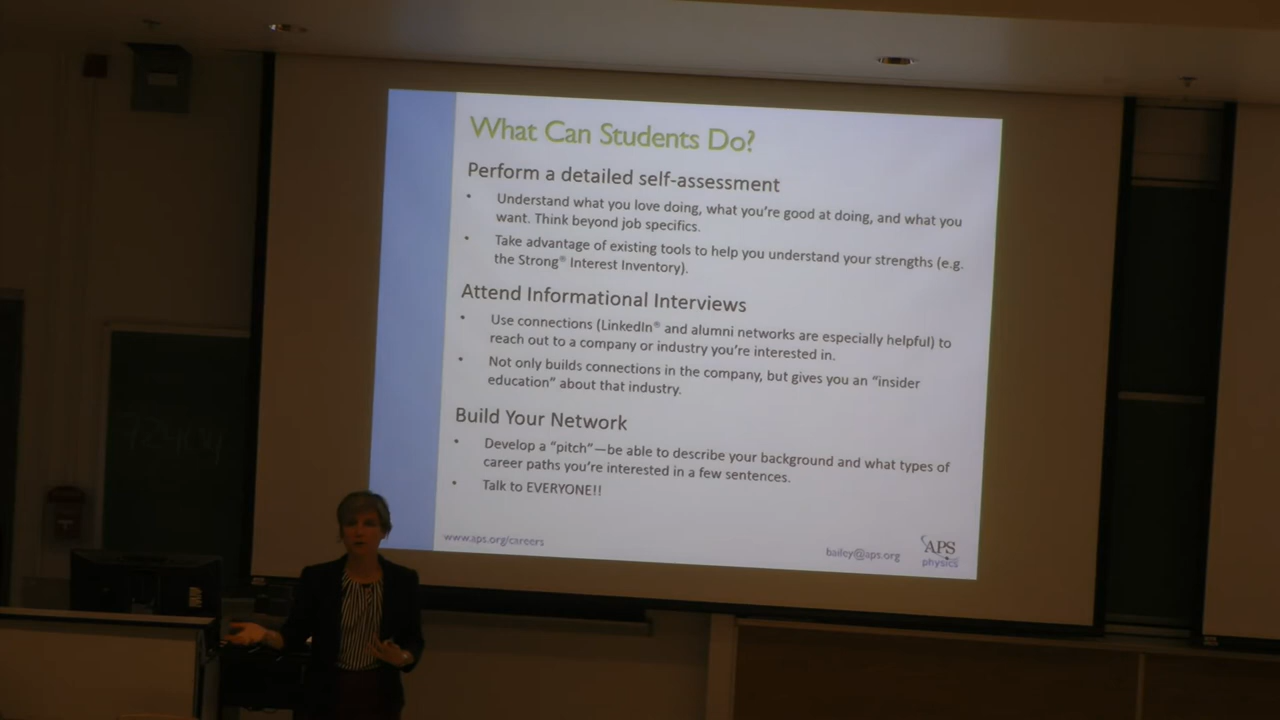 What Can Students Do?
Perform a detailed self-assessment
• Understand what you love doing, what you're good at doing, and what you
want. Think beyond job specifics.
• Take advantage of existing tools to help you understand your strengths (e.g.
the Strong® Interest Inventory).
Attend Informational Interviews
• Use connections (LinkedIn® and alumni networks are especially helpful) to
reach out to a company or industry you're interested in.
• Not only builds connections in the company, but gives you an "insider
education" about that industry.
Build Your Network
• Develop a "pitch"—be able to describe your background and what types of
career paths you're interested in a few sentences.
• Talk to EVERYONE!!
www.aps.org/careers
bailey@aps.org
APS
physics